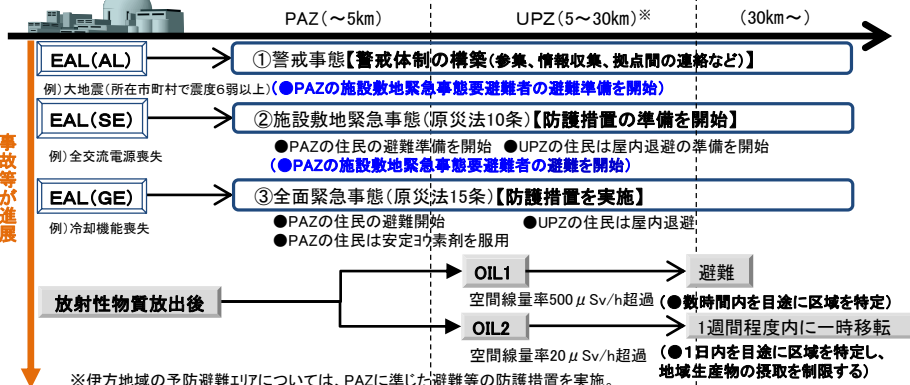 PAZ(～5km)
UPZ(5～30km)※
(30km～)
EAL(AL)
①警戒事態【警戒体制の構築(参集、情報収集、拠点間の連絡など)】
例)大地震(所在市町村で震度6弱以上)
(●PAZの施設敷地緊急事態要避難者の避難準備を開始)
EAL(SE)
②施設敷地緊急事態(原災法10条)【防護措置の準備を開始】
例)全交流電源喪失
●PAZの住民の避難準備を開始 ●UPZの住民は屋内退避の準備を開始
(●PAZの施設敷地緊急事態要避難者の避難を開始)
事故等が進展
EAL(GE)
③全面緊急事態(原災法15条)【防護措置を実施】
例)冷却機能喪失
●PAZの住民の避難開始
●UPZの住民は屋内退避
●PAZの住民は安定ヨウ素剤を服用
放射性物質放出後
OIL1
避難
空間線量率500μSv/h超過
(●数時間内を目途に区域を特定)
OIL2
1週間程度内に一時移転
空間線量率20μSv/h超過
(●1日内を目途に区域を特定し、
地域生産物の摂取を制限する)
※伊方地域の予防避難エリアについては、PAZに準じた避難等の防護措置を実施。